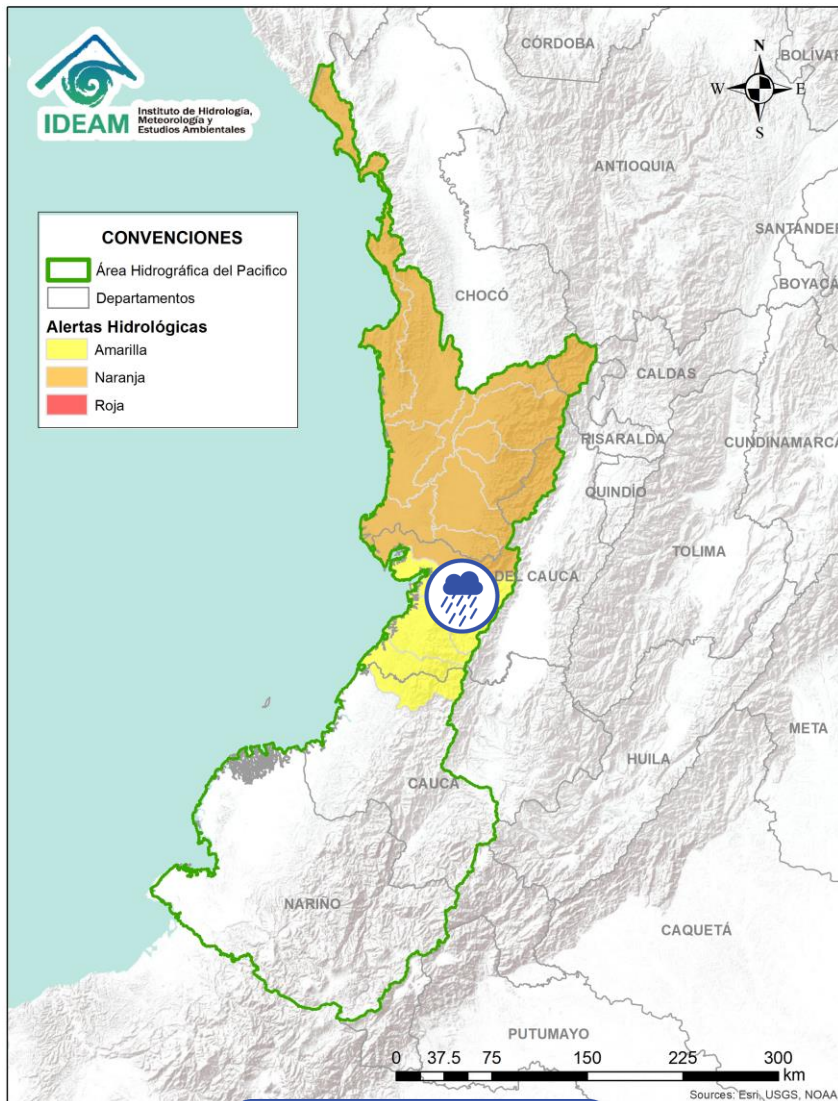 IDEAM
Instituto de Hidrología,
Meteorología y
Estudios Ambientales
N
W
E
S
CONVENCIONES
Área Hidrográfica del Pacifico
Departamentos
Alertas Hidrológicas
Amarilla
Naranja
Roja
CÓRDOBA
BOLÍVAR
ANTIOQUIA
SANTANDER
BOYACÁ
CHOCÓ
CALDAS
RISARALDA
CUNDINAMARCA
QUINDÍO
TOLIMA
DEL CAUCA
META
HUILA
CAUCA
NARIÑO
CAQUETÁ
PUTUMAYO
0 37.5 75 150 225 300
km
Sources: Esri, USGS, NOAA